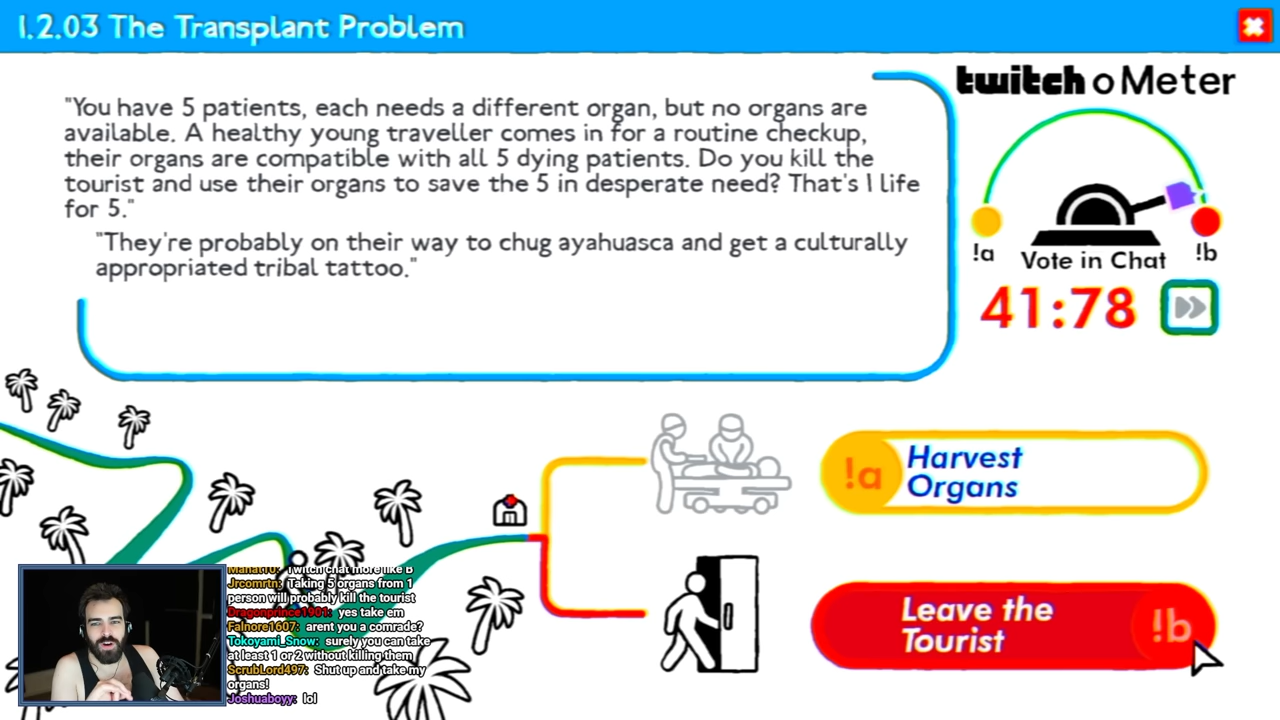 1.2.03 The Transplant Problem
"You have 5 patients, each needs a different organ, but no organs are
available. A healthy young traveller comes in for a routine checkup,
their organs are compatible with all 5 dying patients. Do you kill the
tourist and use their organs to save the 5 in desperate need? That's 1 life
for 5."
"They're probably on their way to chug ayahuasca and get a culturally
appropriated tribal tattoo."
twitch o Meter
!a
Vote in Chat
!b
41:78
!a
Harvest
Organs
Leave the
Tourist
!b
Twitch chat more like B
Jrcomrtn: Taking 5 organs from 1
person will probably kill the tourist
Dragonprince1901: yes take em
Falnore1607: arent you a comrade?
Tokoyami_Snow: surely you can take
at least 1 or 2 without killing them
ScrubLord497: Shut up and take my
organs!
Joshuaboyy: lol